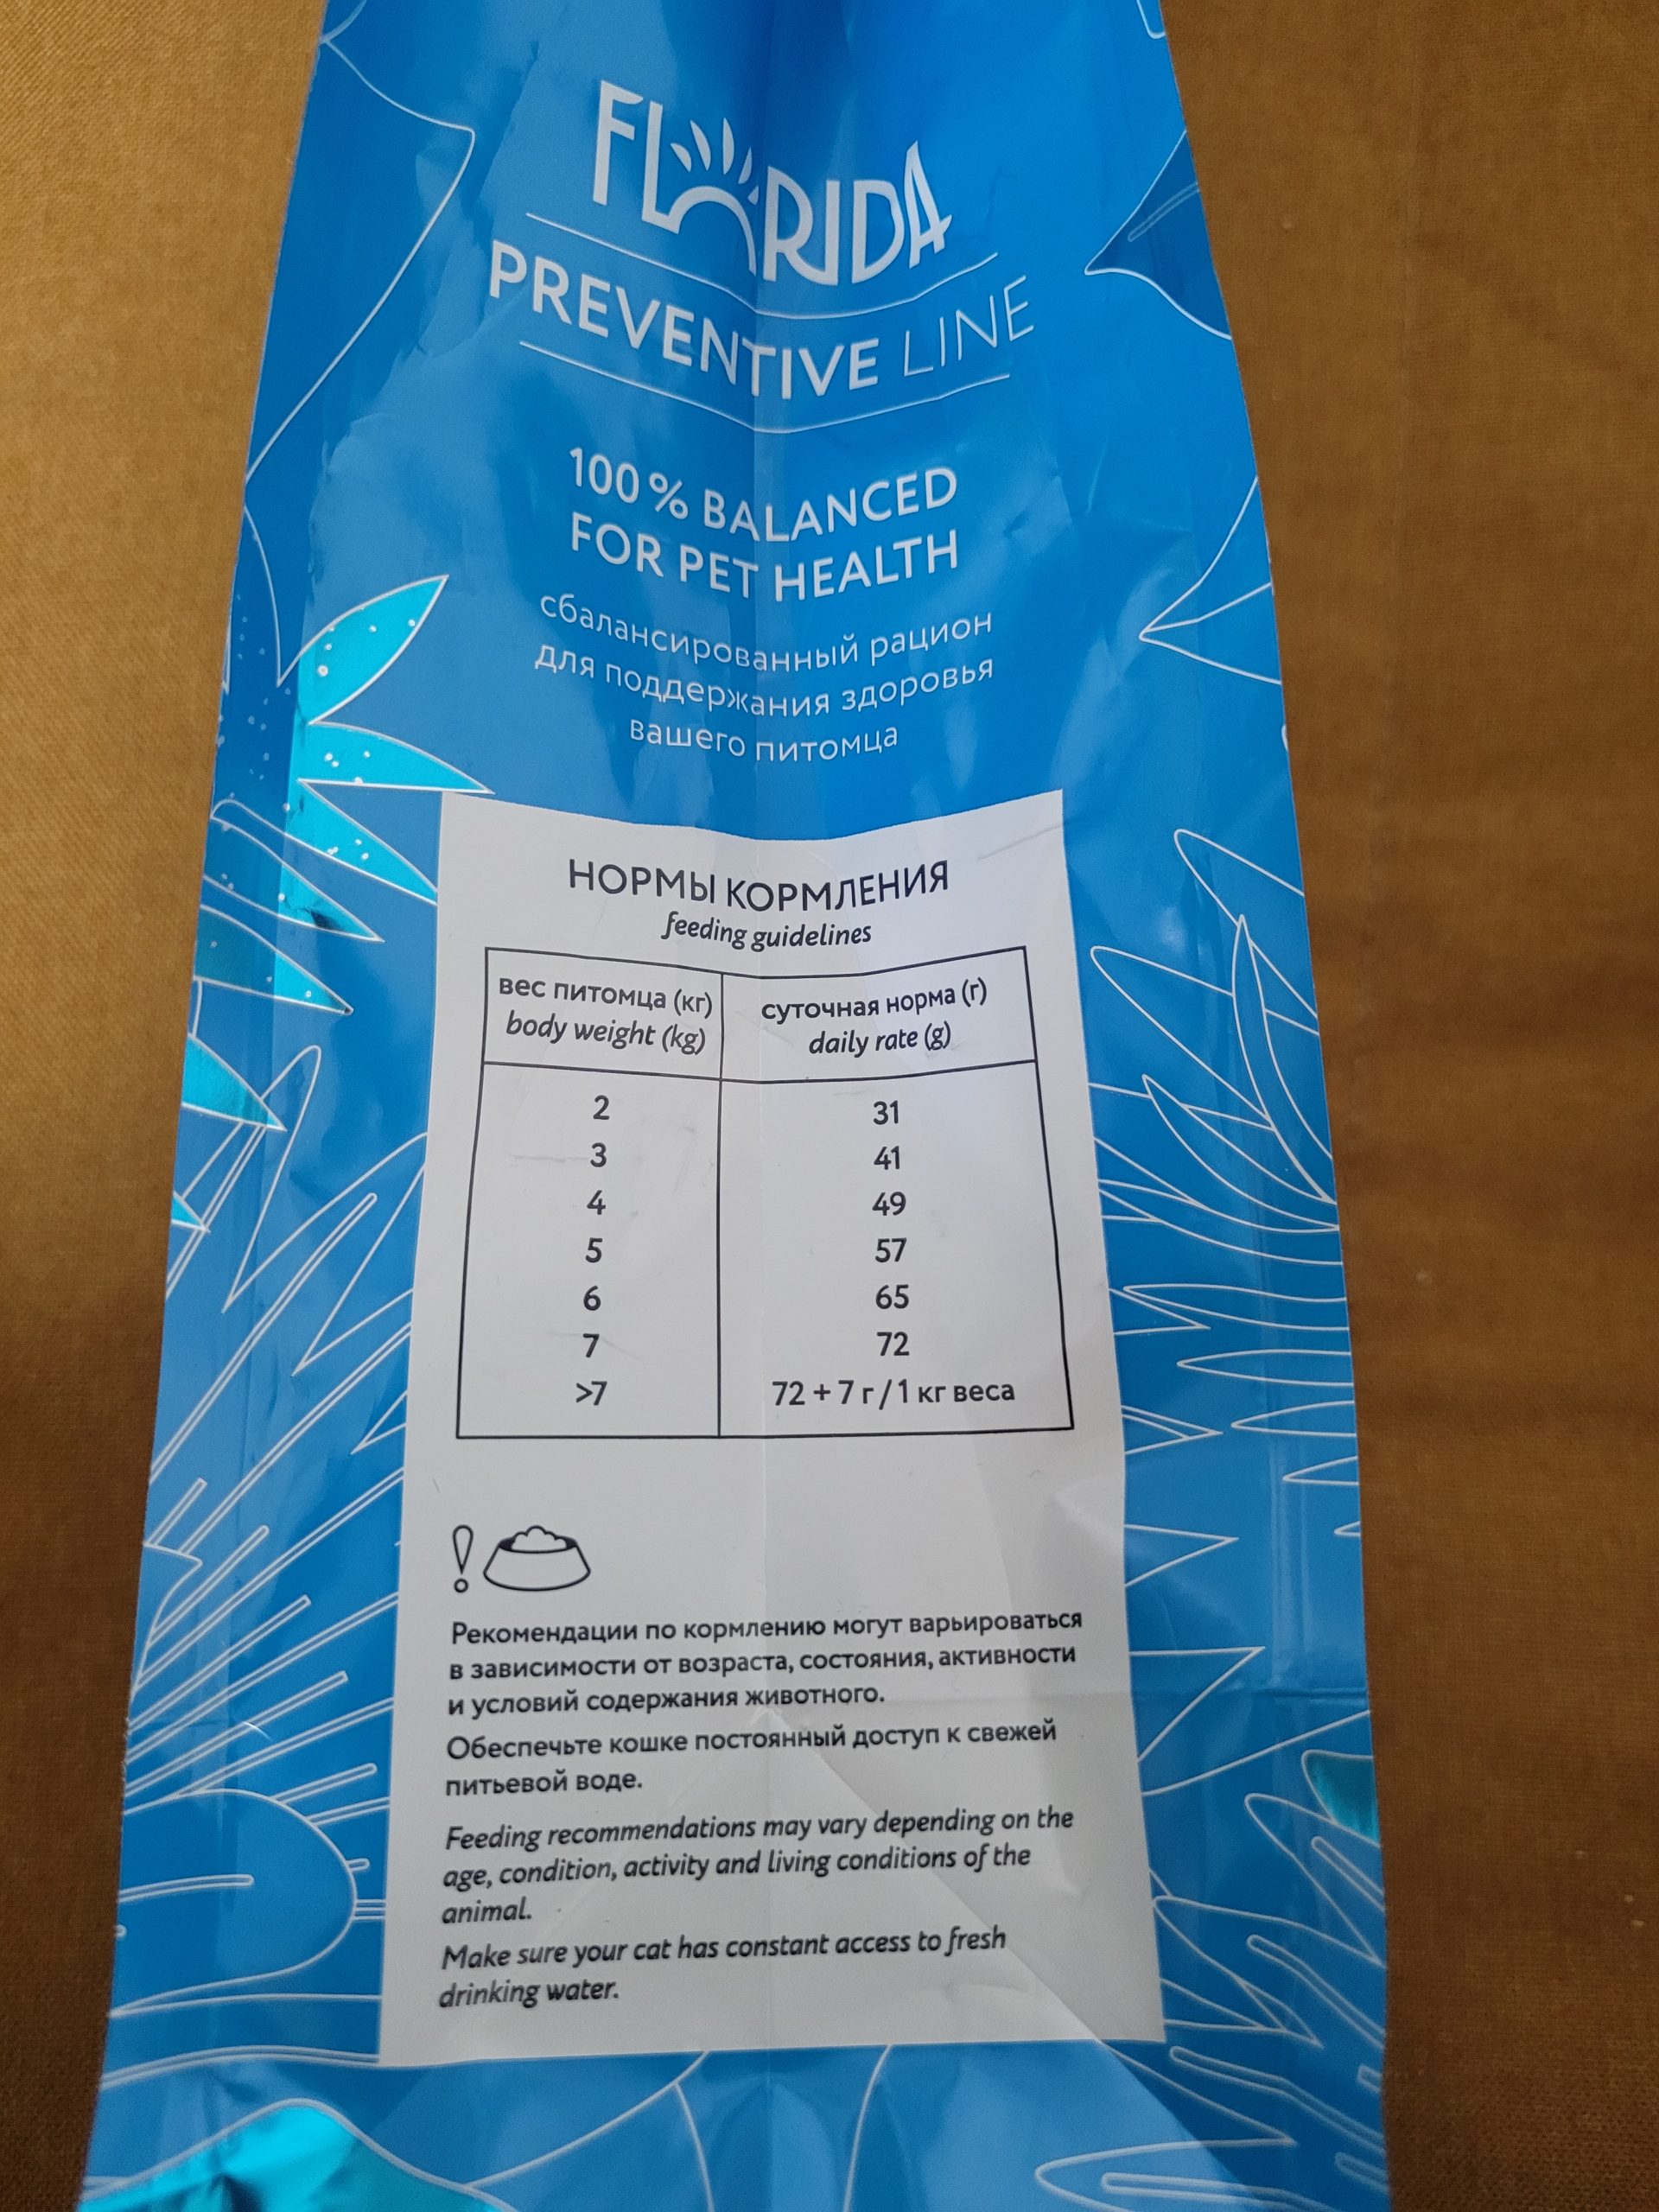 FLORIDA
PREVENTIVE LINE
100% BALANCED
FOR PET HEALTH
сбалансированный рацион
для поддержания здоровья
вашего питомца
НОРМЫ КОРМЛЕНИЯ
feeding guidelines
вес питомца (кг) суточная норма (г)
body weight (kg) daily rate (g)
2 31
3 41
4 49
5 57
6 65
7 72
>7 72 + 7 г / 1 кг веса
Рекомендации по кормлению могут варьироваться
в зависимости от возраста, состояния, активности
и условий содержания животного.
Обеспечьте кошке постоянный доступ к свежей
питьевой воде.
Feeding recommendations may vary depending on the
age, condition, activity and living conditions of the
animal.
Make sure your cat has constant access to fresh
drinking water.